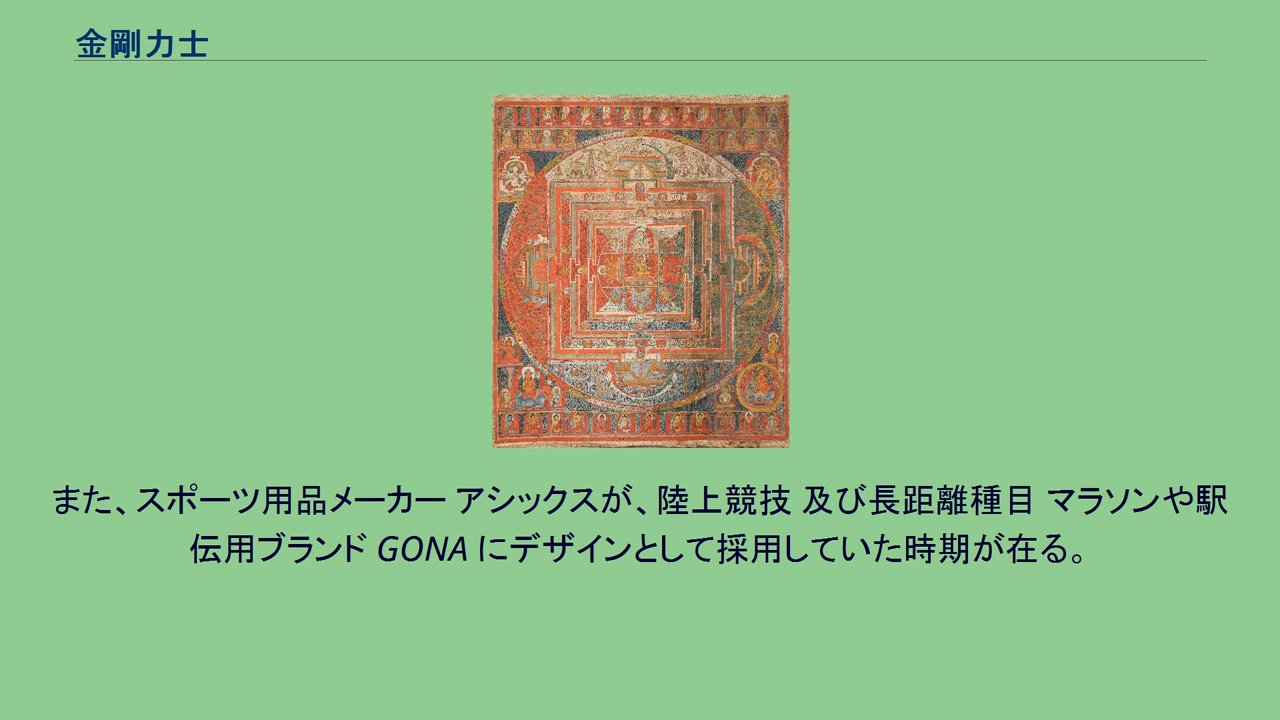 金剛力士
また、スポーツ用品メーカー アシックスが、陸上競技 及び長距離種目 マラソンや駅
伝用ブランド GONA にデザインとして採用していた時期が在る。